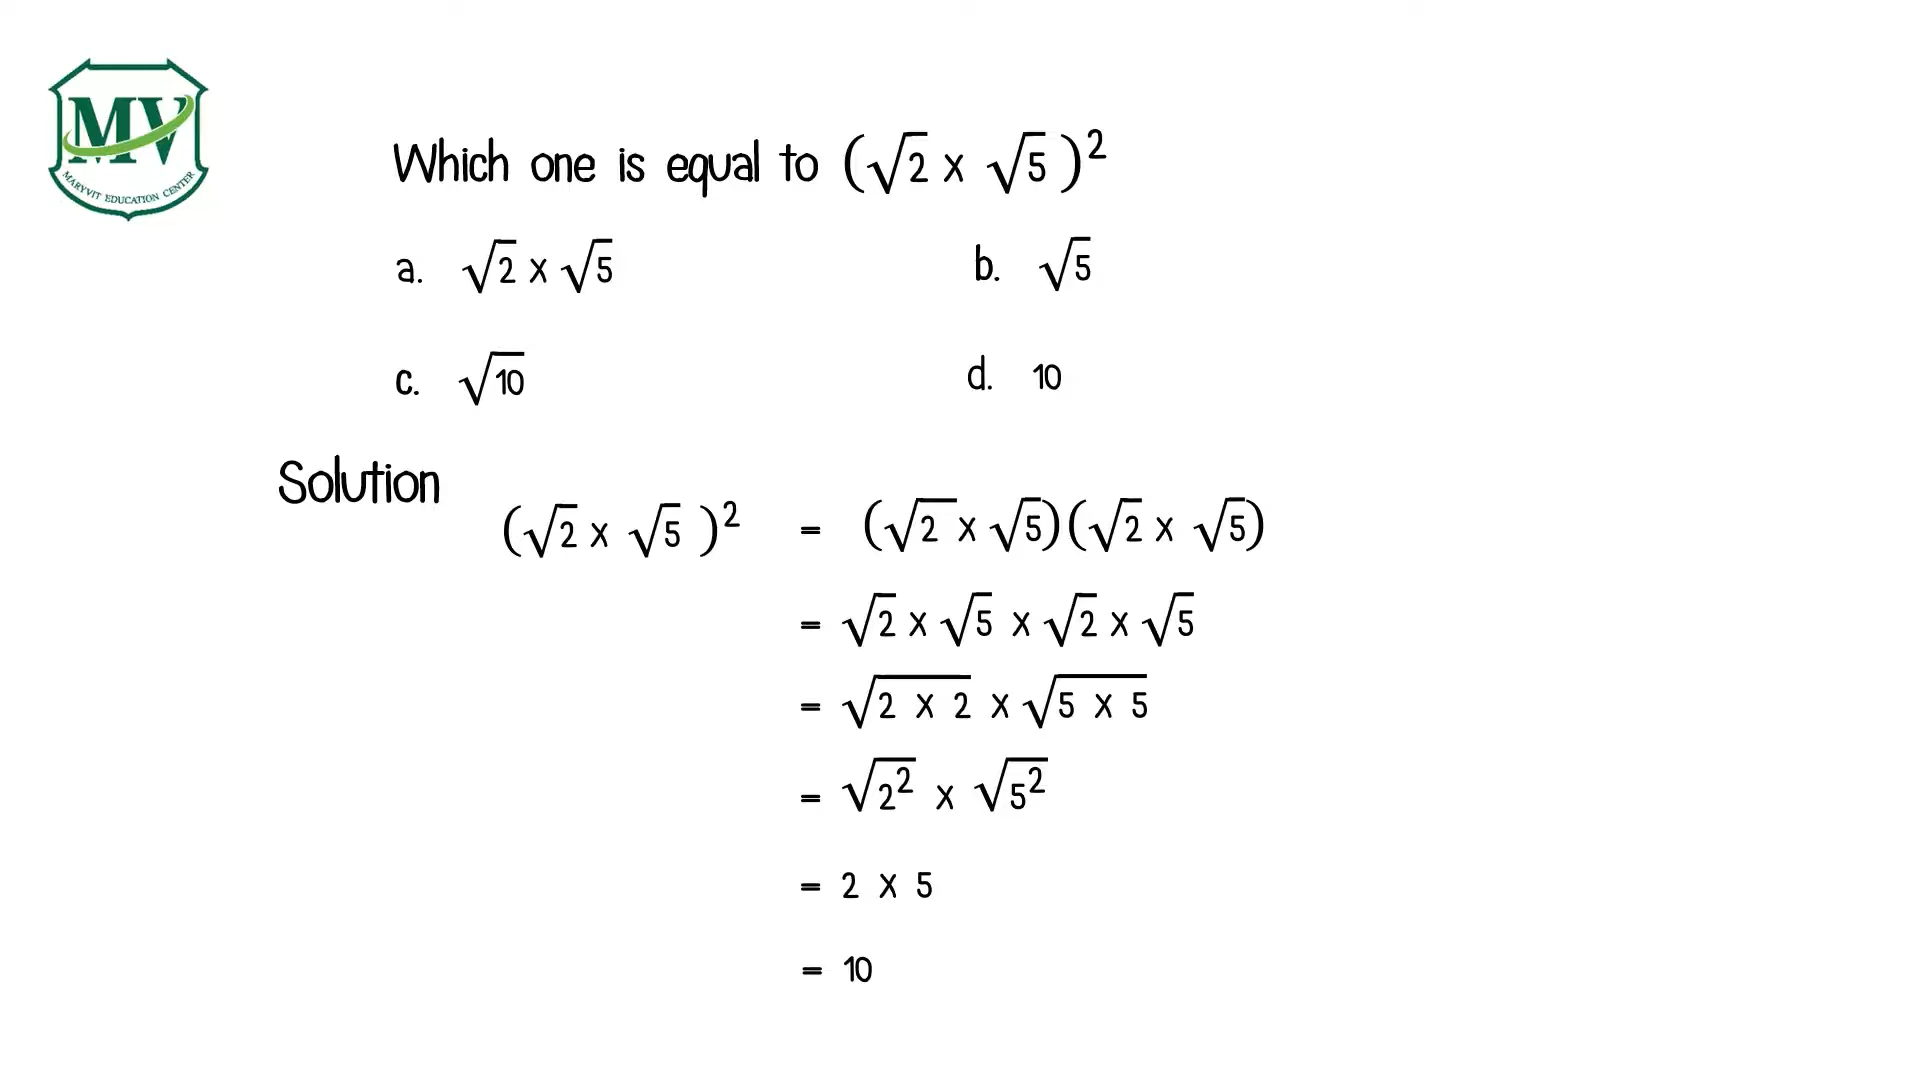 MV
MARYVIT EDUCATION CENTER
Which one is equal to (√2 x √5 )²
a. √2 x √5
b. √5
c. √10
d. 10
Solution
(√2 x √5 )² = (√2 x √5)(√2 x √5)
= √2 x √5 x √2 x √5
= √(2 x 2) x √(5 x 5)
= √2² x √5²
= 2 x 5
= 10